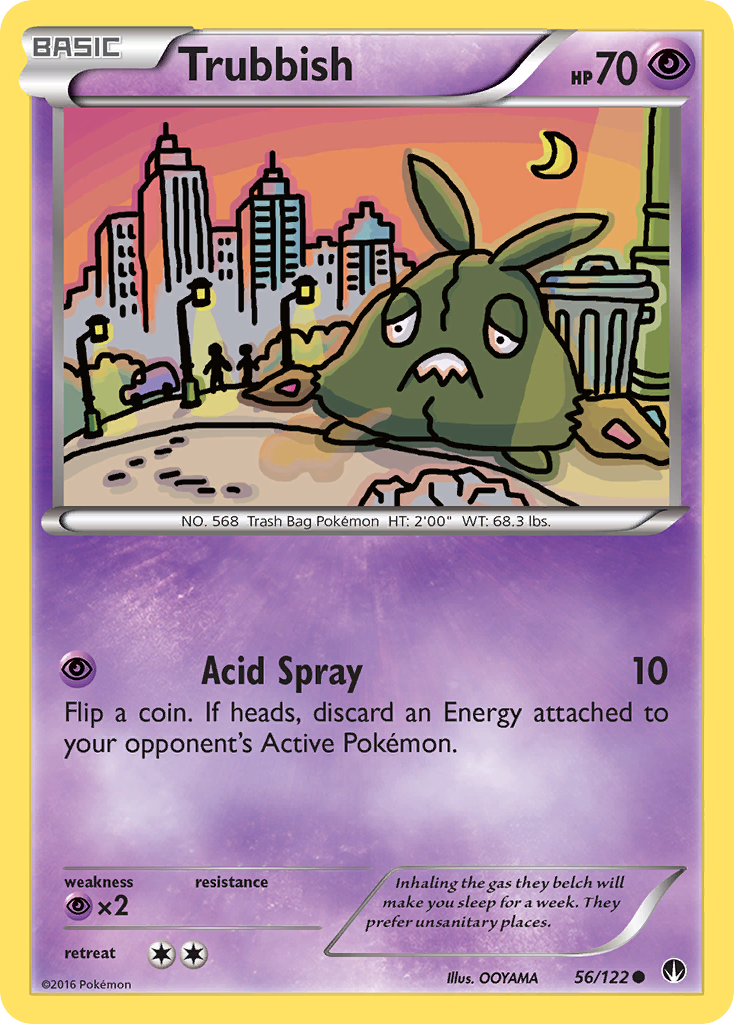 BASIC
Trubbish
HP 70
NO. 568 Trash Bag Pokémon HT: 2'00" WT: 68.3 lbs.
Acid Spray 10
Flip a coin. If heads, discard an Energy attached to
your opponent's Active Pokémon.
weakness resistance
×2
retreat
Inhaling the gas they belch will
make you sleep for a week. They
prefer unsanitary places.
©2016 Pokémon
Illus. OOYAMA 56/122